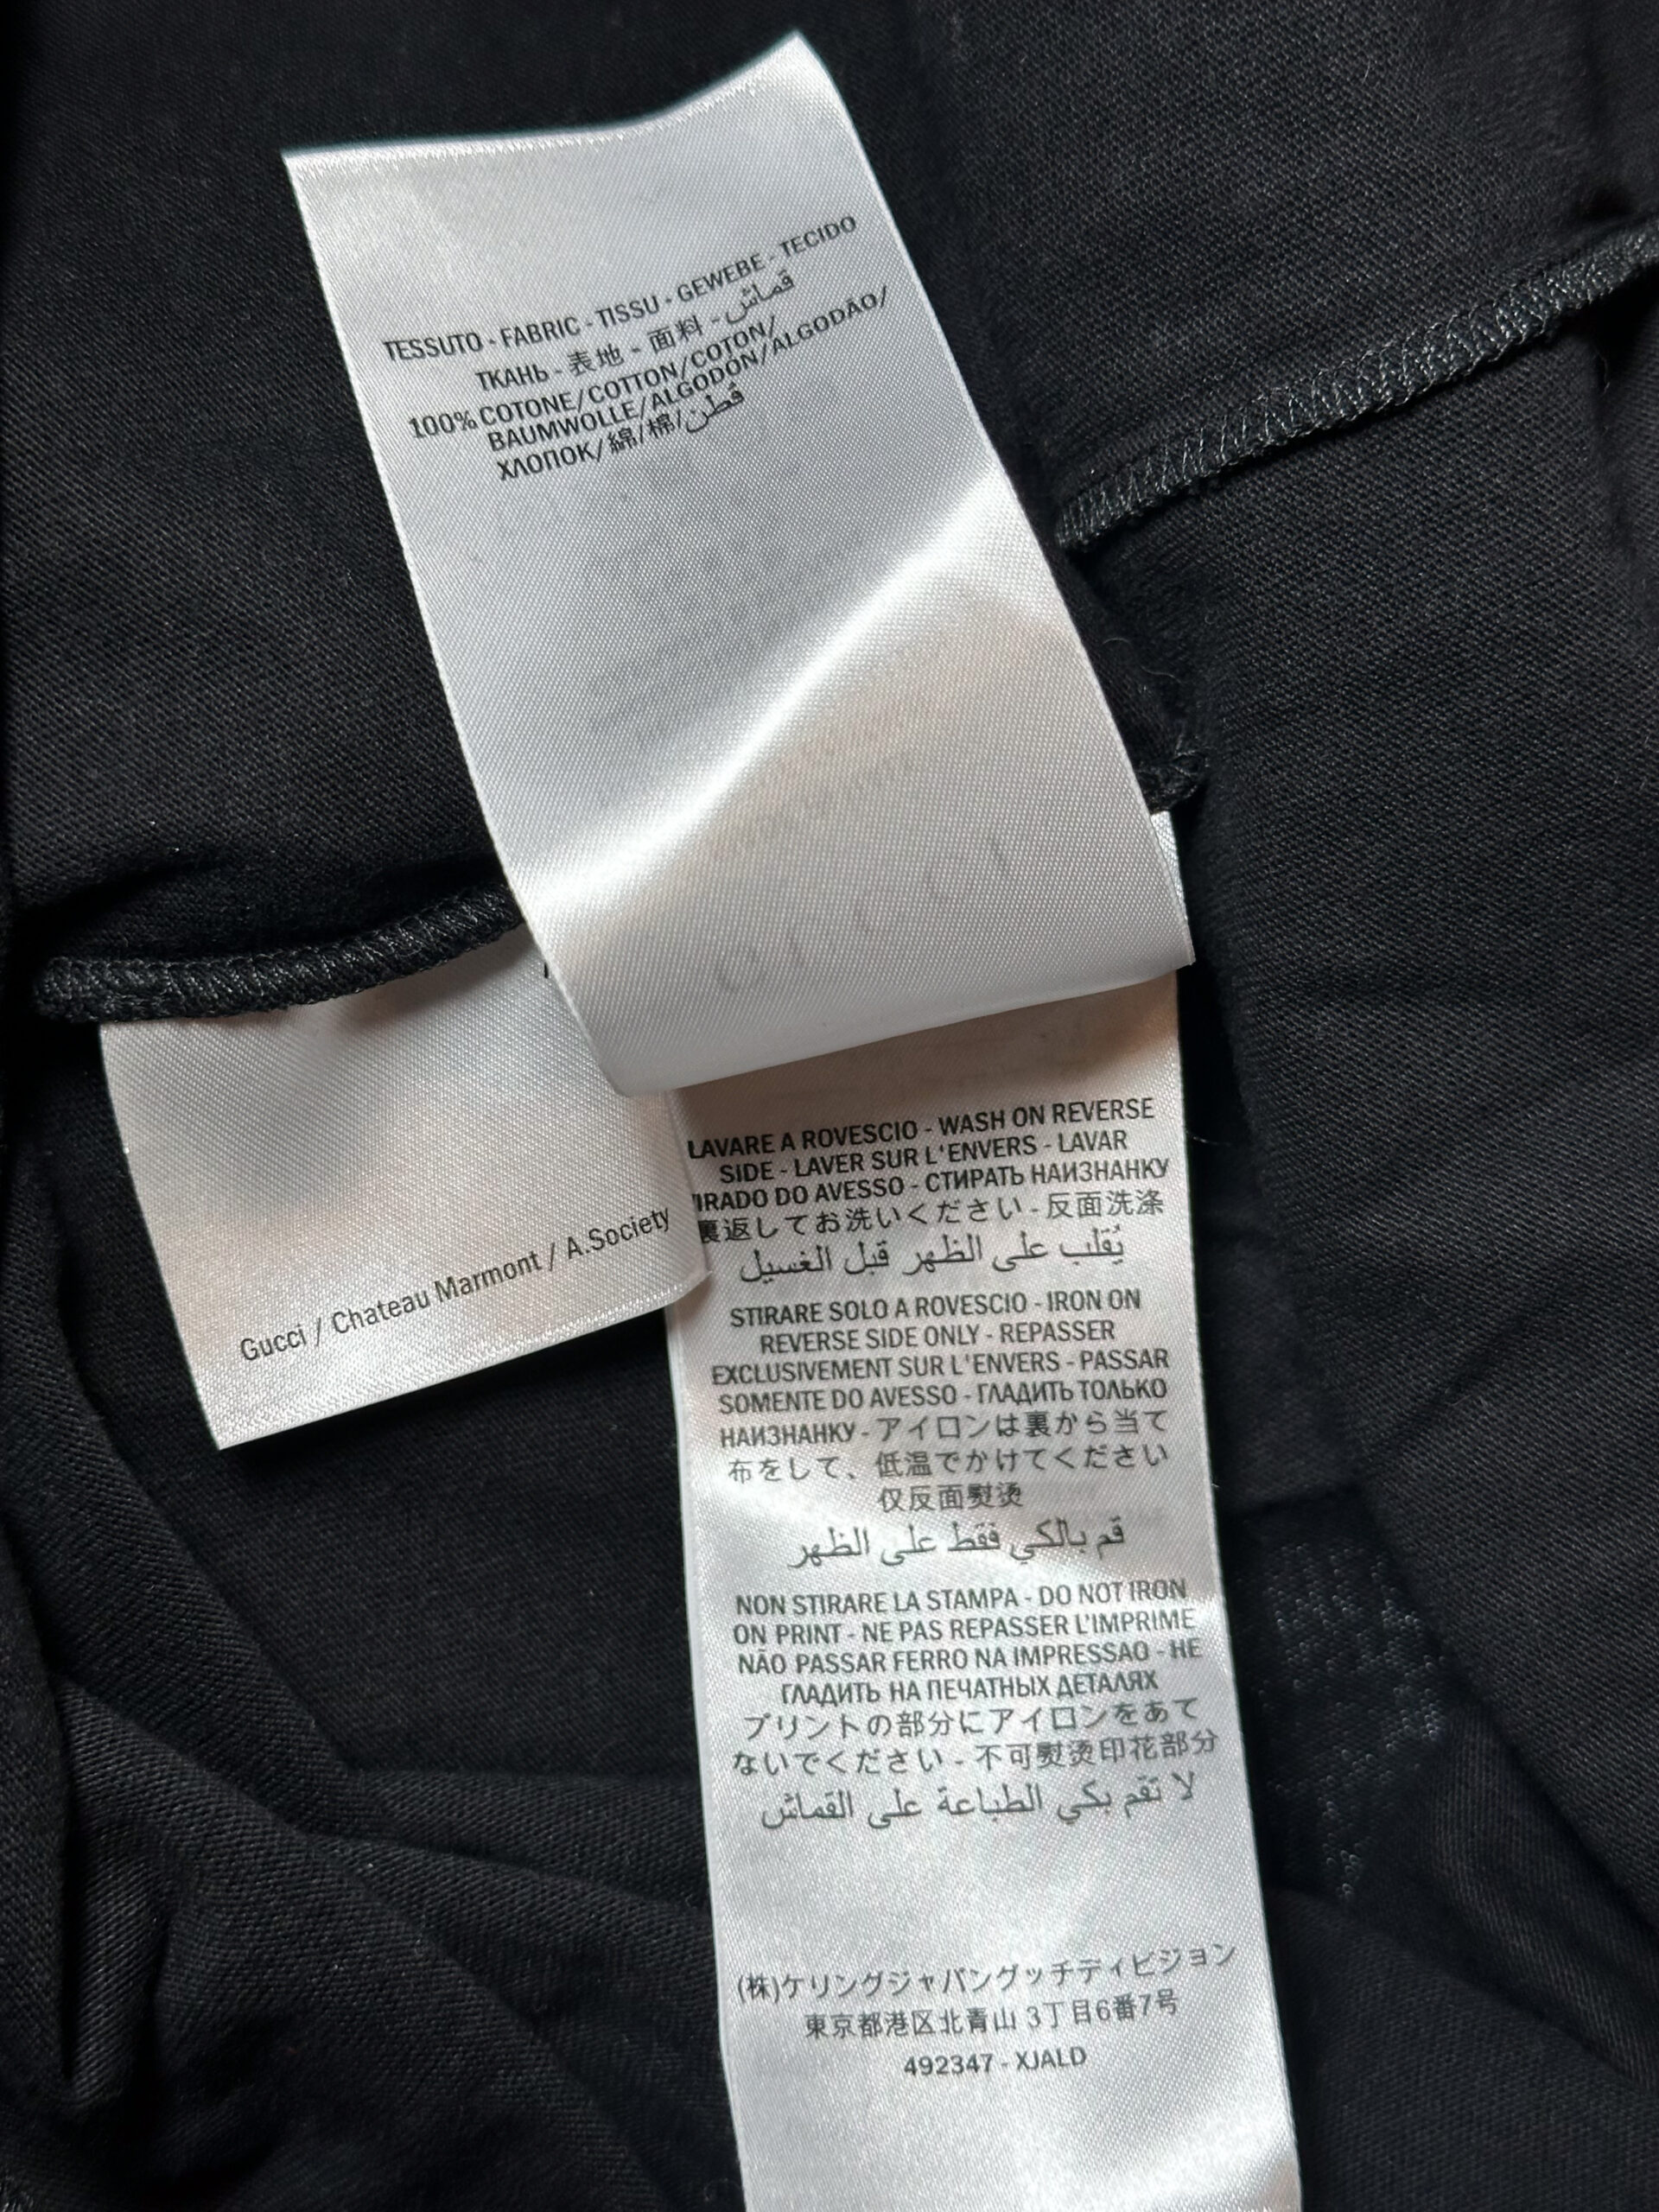 TESSUTO - FABRIC - TISSU - GEWEBE - TECIDO
ТКАНЬ - 表地 - 面料 - قماش
100% COTONE/COTTON/COTON/
BAUMWOLLE/ALGODÓN/ALGODÃO/
ХЛОПОК/綿/棉/قطن
Gucci / Chateau Marmont / A.Society
LAVARE A ROVESCIO - WASH ON REVERSE
SIDE - LAVER SUR L'ENVERS - LAVAR
IRADO DO AVESSO - СТИРАТЬ НАИЗНАНКУ
裏返してお洗いください - 反面洗涤
يُقلب على الظهر قبل الغسيل
STIRARE SOLO A ROVESCIO - IRON ON
REVERSE SIDE ONLY - REPASSER
EXCLUSIVEMENT SUR L'ENVERS - PASSAR
SOMENTE DO AVESSO - ГЛАДИТЬ ТОЛЬКО
НАИЗНАНКУ - アイロンは裏から当て
布をして、低温でかけてください
仅反面熨烫
قم بالكي فقط على الظهر
NON STIRARE LA STAMPA - DO NOT IRON
ON PRINT - NE PAS REPASSER L'IMPRIME
NÃO PASSAR FERRO NA IMPRESSAO - НЕ
ГЛАДИТЬ НА ПЕЧАТНЫХ ДЕТАЛЯХ
プリントの部分にアイロンをあて
ないでください - 不可熨烫印花部分
لا تقم بكي الطباعة على القماش
(株)ケリングジャパングッチディビジョン
東京都港区北青山 3丁目6番7号
492347 - XJALD